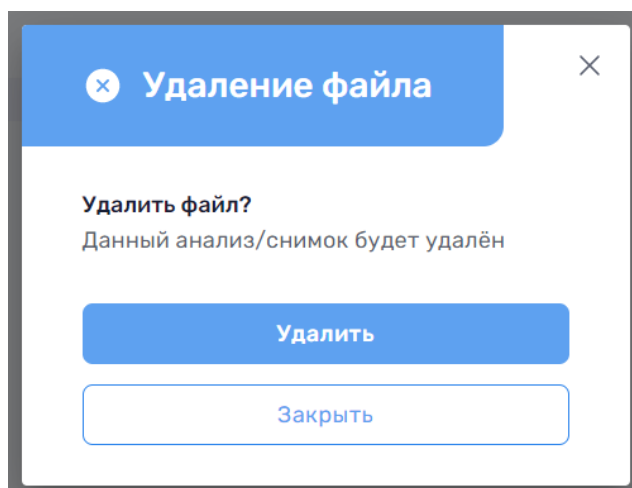 Удаление файла
Удалить файл?
Данный анализ/снимок будет удалён
Удалить
Закрыть